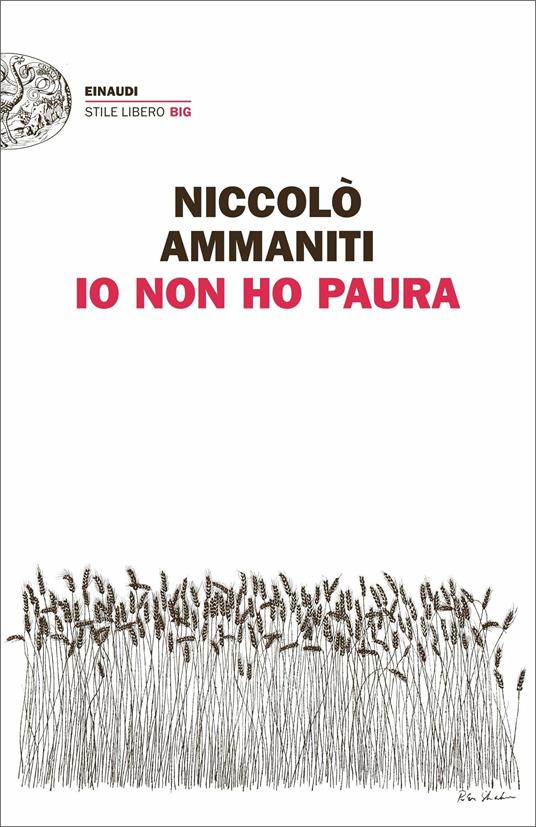 EINAUDI
STILE LIBERO BIG
NICCOLÒ
AMMANITI
IO NON HO PAURA